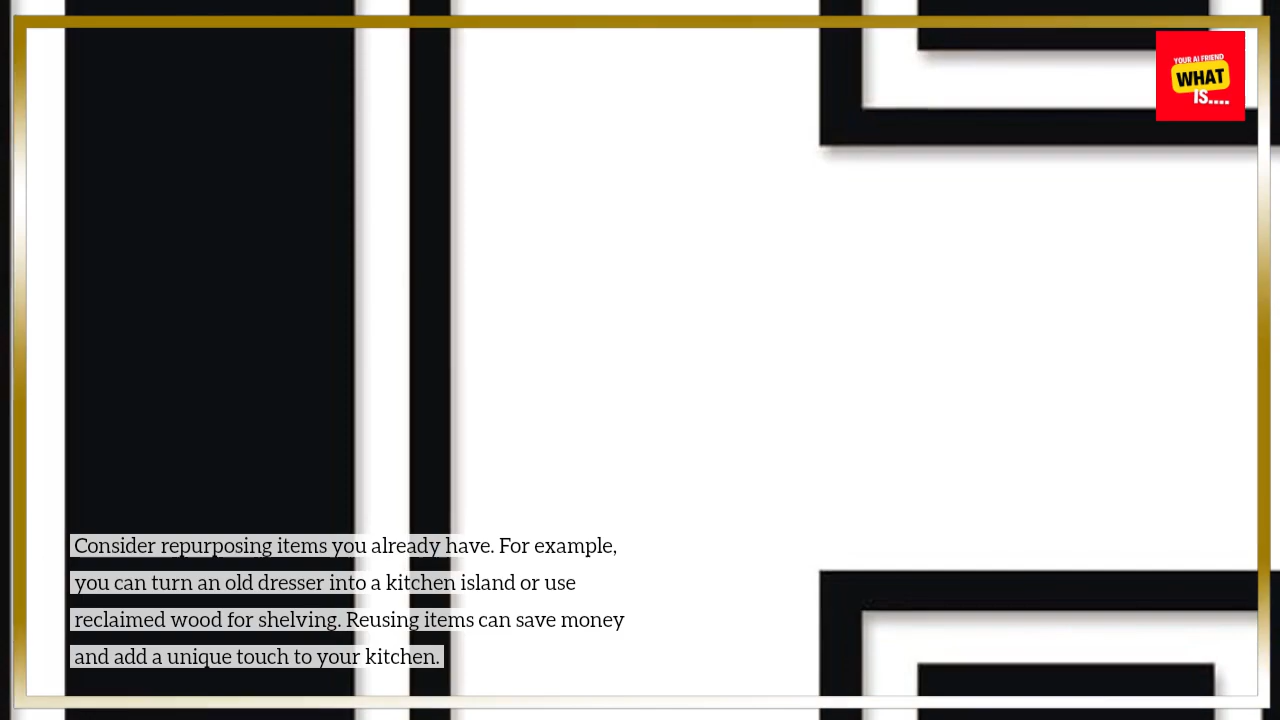 YOUR AI FRIEND
WHAT
IS....
Consider repurposing items you already have. For example,
you can turn an old dresser into a kitchen island or use
reclaimed wood for shelving. Reusing items can save money
and add a unique touch to your kitchen.